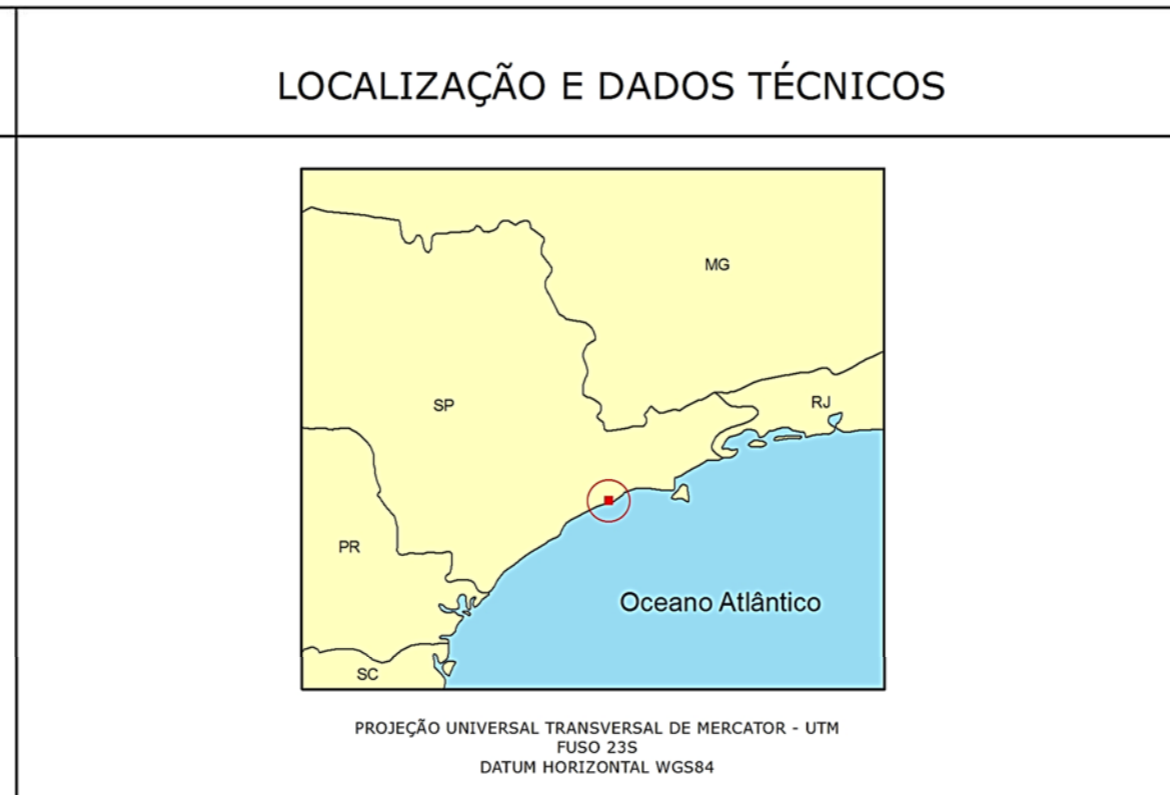 LOCALIZAÇÃO E DADOS TÉCNICOS
MG
SP
RJ
PR
Oceano Atlântico
SC
PROJEÇÃO UNIVERSAL TRANSVERSAL DE MERCATOR - UTM
FUSO 23S
DATUM HORIZONTAL WGS84